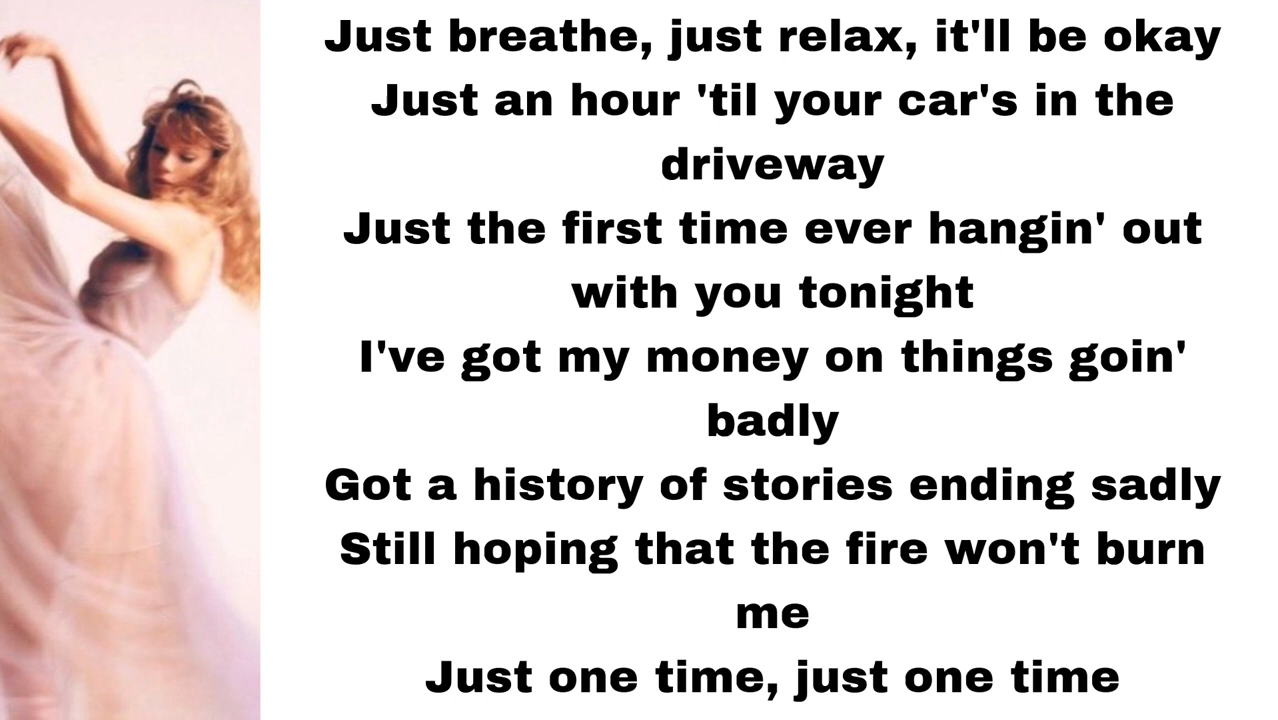 Just breathe, just relax, it'll be okay
Just an hour 'til your car's in the
driveway
Just the first time ever hangin' out
with you tonight
I've got my money on things goin'
badly
Got a history of stories ending sadly
Still hoping that the fire won't burn
me
Just one time, just one time